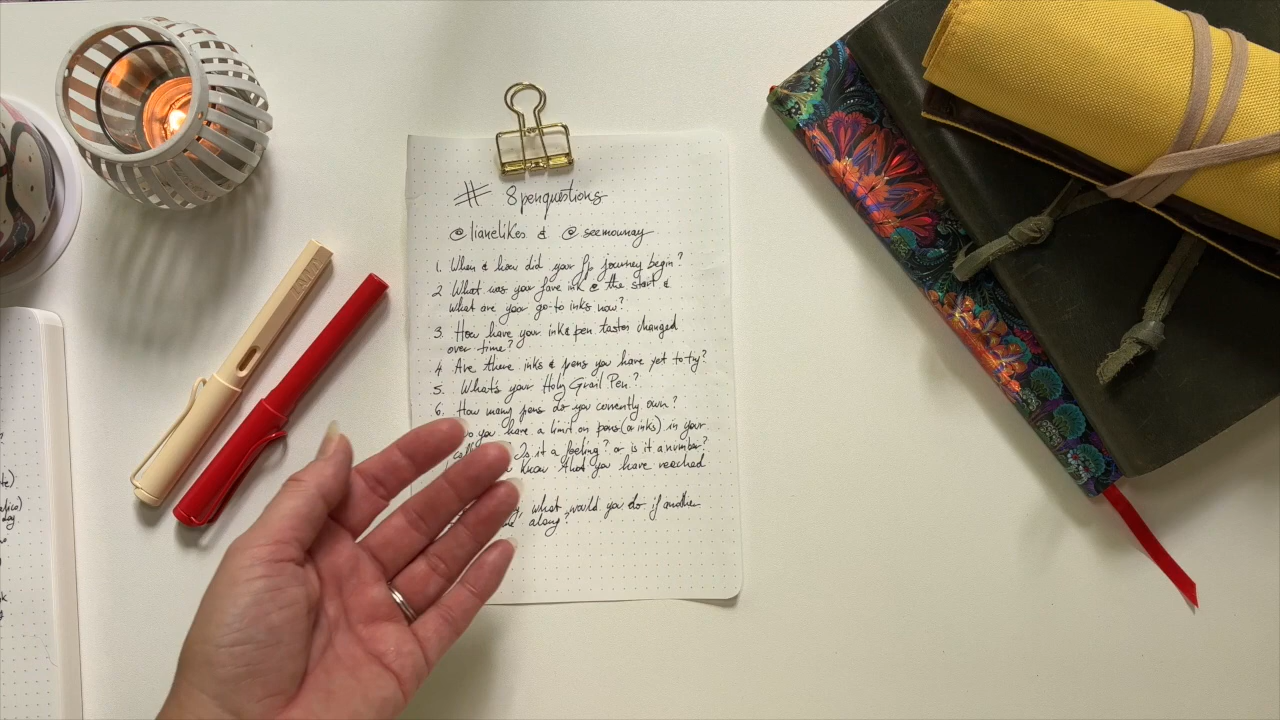 # 8penquestions
@lianelikes & @seemownay
1. When & how did your fp journey begin?
2 What was your fave ink @ the start &
what are your go-to inks now?
3. How have your ink & pen tastes changed
over time?
4. Are there inks & pens you have yet to try?
5. What's your Holy Grail Pen?
6. How many pens do you currently own?
you have a limit on pens (or inks) in your
Is it a feeling? or is it a number?
know that you have reached
what would you do if another
along?
LAMY
te)
day